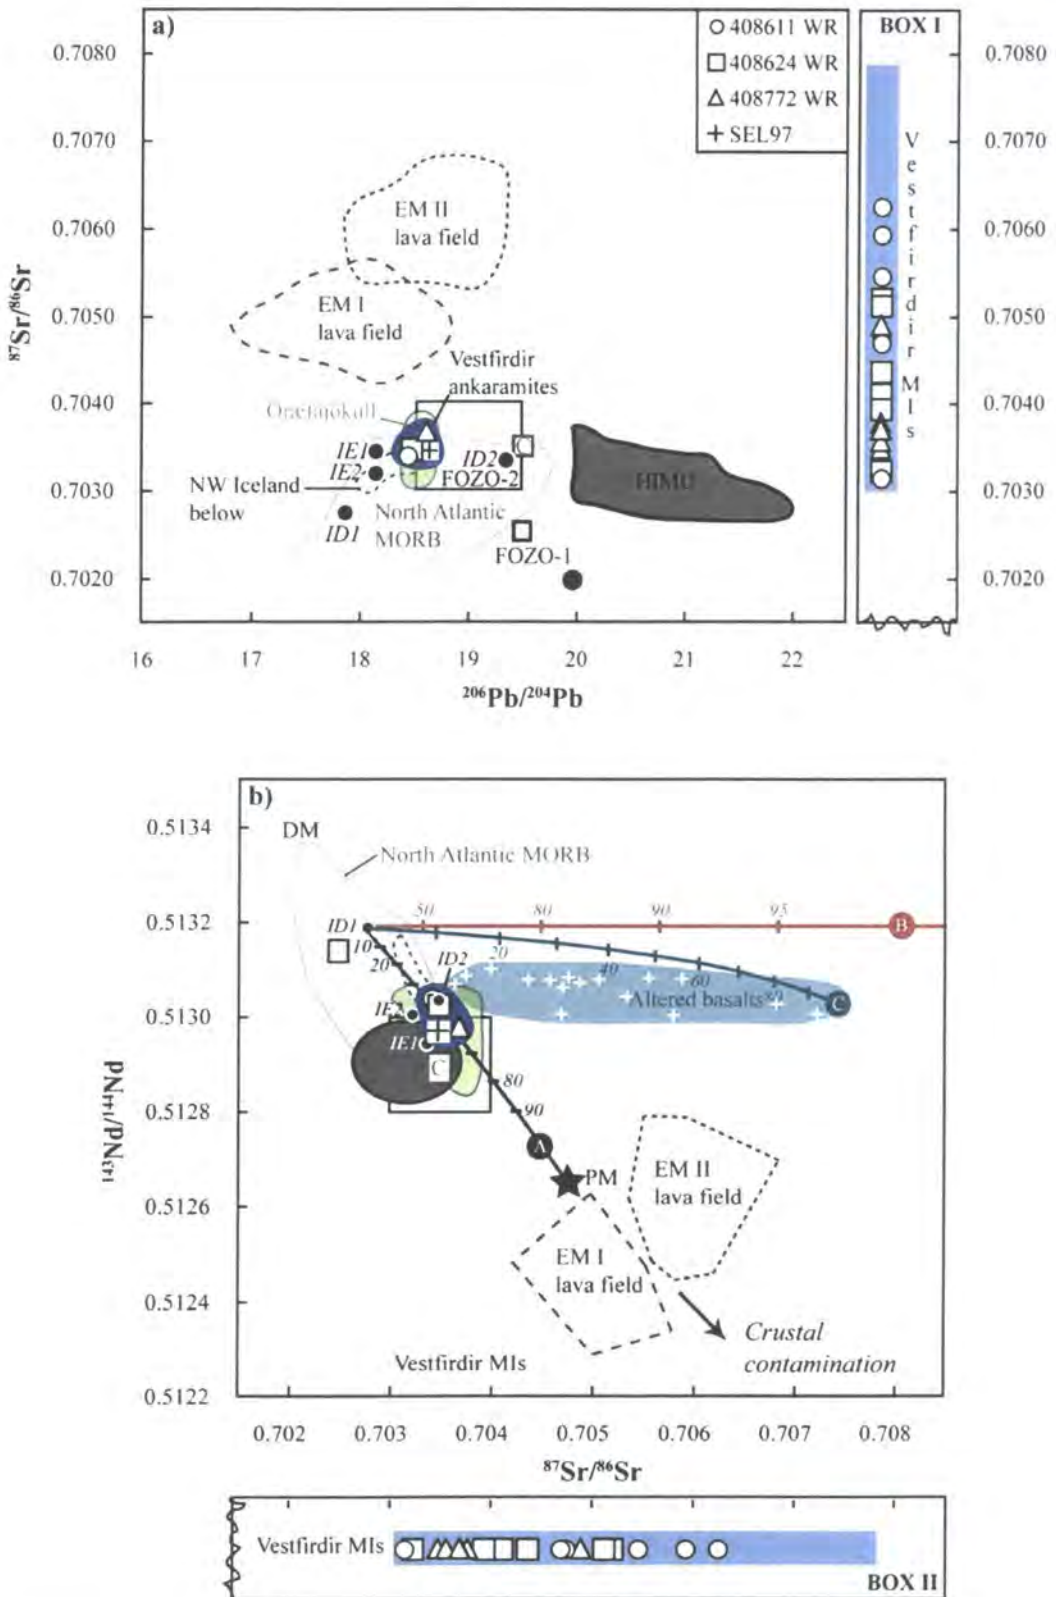 a)
0.7080
0.7070
0.7060
0.7050
0.7040
0.7030
0.7020
87Sr/86Sr
16 17 18 19 20 21 22
206Pb/204Pb
408611 WR
408624 WR
408772 WR
SEL97
EM II
lava field
EM I
lava field
Vestfirdir
ankaramites
Oraefajokull
IE1
IE2
ID2
FOZO-2
C
NW Iceland
below
ID1
North Atlantic
MORB
FOZO-1
HIMU
BOX I
Vestfirdir MIs
0.7080
0.7070
0.7060
0.7050
0.7040
0.7030
0.7020
b)
0.5134
0.5132
0.5130
0.5128
0.5126
0.5124
0.5122
143Nd/144Nd
DM
North Atlantic MORB
ID1
50 80 90 95
B
10
20
ID2
20
40
60
80
Altered basalts
C
IE2
IE1
C
80
90
A
PM
EM II
lava field
EM I
lava field
Crustal
contamination
Vestfirdir MIs
0.702 0.703 0.704 0.705 0.706 0.707 0.708
87Sr/86Sr
Vestfirdir MIs
BOX II